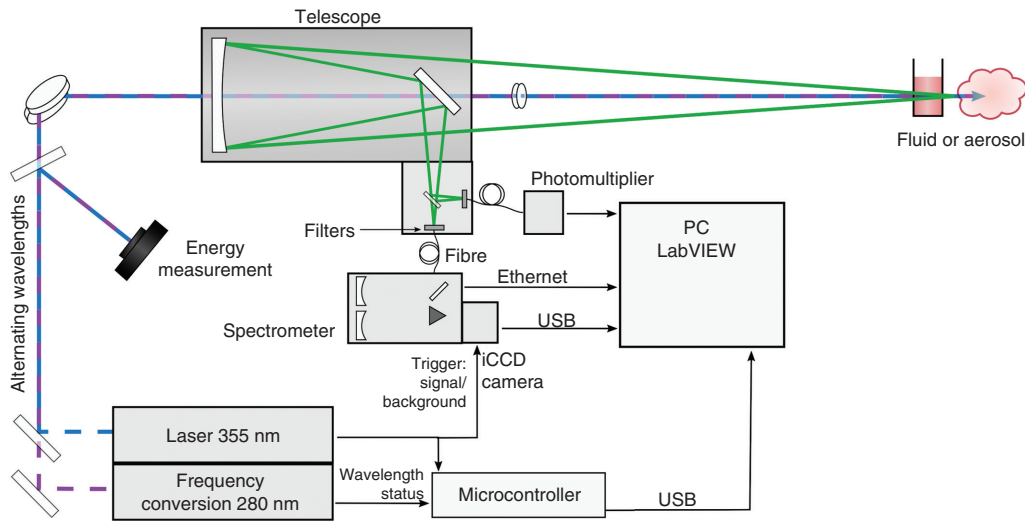 Telescope
Fluid or aerosol
Photomultiplier
Alternating wavelengths
Energy
measurement
Filters
Fibre
PC
LabVIEW
Ethernet
Spectrometer
USB
Trigger:
signal/
background
iCCD
camera
Laser 355 nm
Frequency
conversion 280 nm
Wavelength
status
Microcontroller
USB